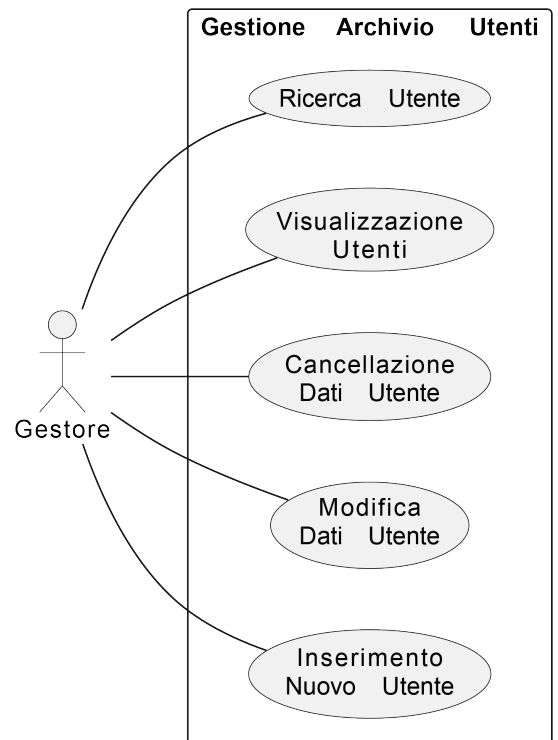 Gestione Archivio Utenti
Ricerca Utente
Visualizzazione
Utenti
Cancellazione
Dati Utente
Gestore
Modifica
Dati Utente
Inserimento
Nuovo Utente